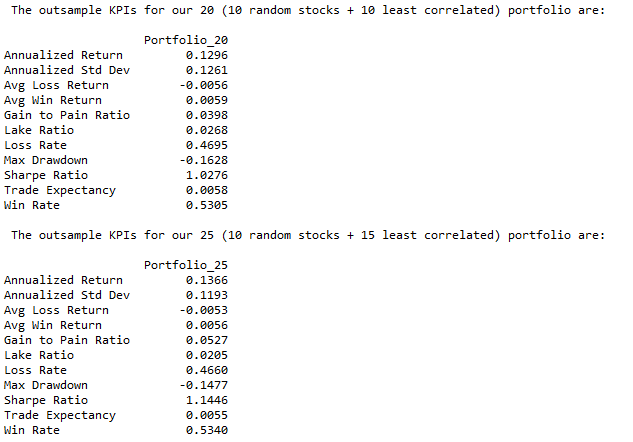 The outsample KPIs for our 20 (10 random stocks + 10 least correlated) portfolio are:
Portfolio_20
Annualized Return 0.1296
Annualized Std Dev 0.1261
Avg Loss Return -0.0056
Avg Win Return 0.0059
Gain to Pain Ratio 0.0398
Lake Ratio 0.0268
Loss Rate 0.4695
Max Drawdown -0.1628
Sharpe Ratio 1.0276
Trade Expectancy 0.0058
Win Rate 0.5305
The outsample KPIs for our 25 (10 random stocks + 15 least correlated) portfolio are:
Portfolio_25
Annualized Return 0.1366
Annualized Std Dev 0.1193
Avg Loss Return -0.0053
Avg Win Return 0.0056
Gain to Pain Ratio 0.0527
Lake Ratio 0.0205
Loss Rate 0.4660
Max Drawdown -0.1477
Sharpe Ratio 1.1446
Trade Expectancy 0.0055
Win Rate 0.5340